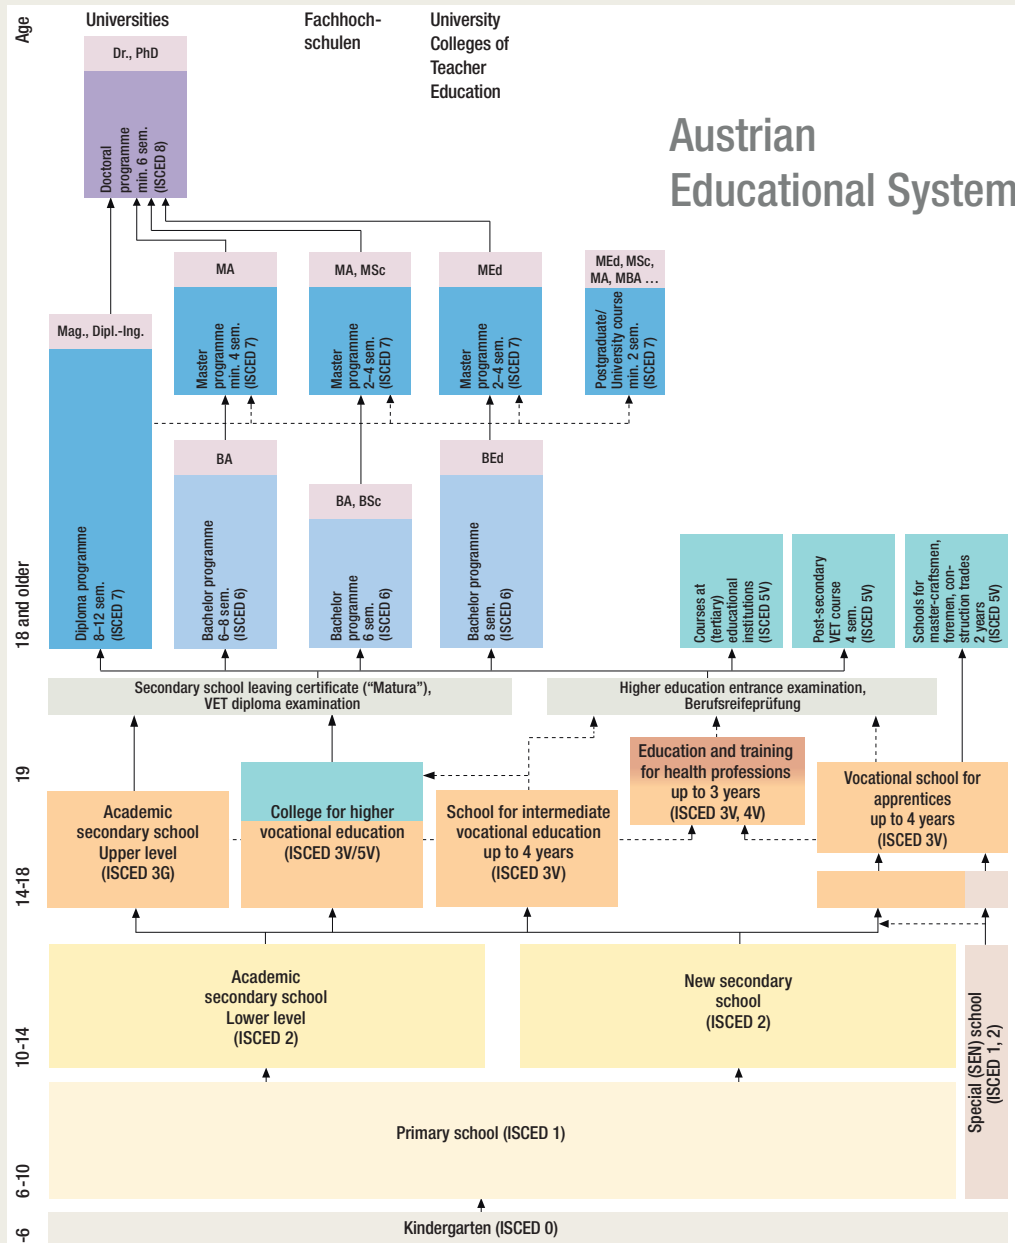 Age
Universities
Fachhoch-
schulen
University
Colleges of
Teacher
Education
Austrian
Educational System
Dr., PhD
Doctoral
programme
min. 6 sem.
(ISCED 8)
MA
Master
programme
min. 4 sem.
(ISCED 7)
MA, MSc
Master
programme
2–4 sem.
(ISCED 7)
MEd
Master
programme
2–4 sem.
(ISCED 7)
MEd, MSc,
MA, MBA ...
Postgraduate/
University course
min. 2 sem.
(ISCED 7)
Mag., Dipl.-Ing.
Diploma programme
8–12 sem.
(ISCED 7)
BA
Bachelor programme
6–8 sem.
(ISCED 6)
BA, BSc
Bachelor
programme
6 sem.
(ISCED 6)
BEd
Bachelor programme
8 sem.
(ISCED 6)
Courses at
(tertiary)
educational
institutions
(ISCED 5V)
Post-secondary
VET course
4 sem.
(ISCED 5V)
Schools for
master-craftsmen,
foremen, con-
struction trades
2 years
(ISCED 5V)
18 and older
Secondary school leaving certificate (“Matura”),
VET diploma examination
Higher education entrance examination,
Berufsreifeprüfung
19
Academic
secondary school
Upper level
(ISCED 3G)
College for higher
vocational education
(ISCED 3V/5V)
School for intermediate
vocational education
up to 4 years
(ISCED 3V)
Education and training
for health professions
up to 3 years
(ISCED 3V, 4V)
Vocational school for
apprentices
up to 4 years
(ISCED 3V)
14-18
Academic
secondary school
Lower level
(ISCED 2)
New secondary
school
(ISCED 2)
Special (SEN) school
(ISCED 1, 2)
10-14
Primary school (ISCED 1)
6-10
Kindergarten (ISCED 0)
-6